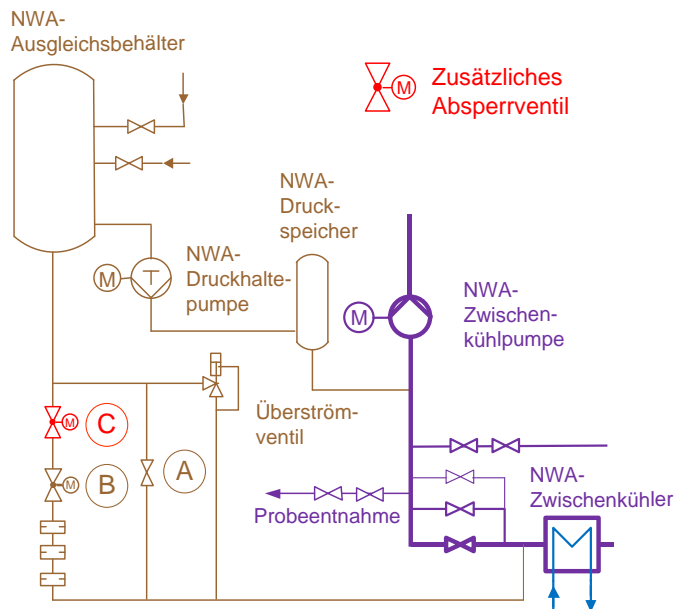 NWA-
Ausgleichsbehälter
Zusätzliches
Absperrventil
M
NWA-
Druck-
speicher
NWA-
Druckhalte-
pumpe
M
T
M
NWA-
Zwischen-
kühlpumpe
Überström-
ventil
M
C
M
B
A
NWA-
Zwischenkühler
Probeentnahme